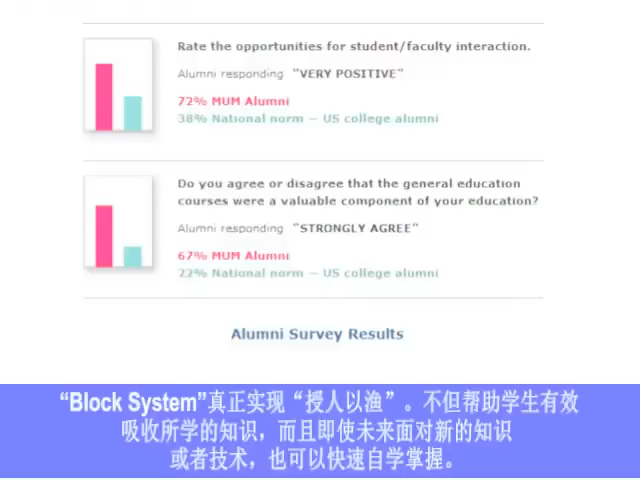 Rate the opportunities for student/faculty interaction.
Alumni responding "VERY POSITIVE"
72% MUM Alumni
38% National norm — US college alumni
Do you agree or disagree that the general education
courses were a valuable component of your education?
Alumni responding "STRONGLY AGREE"
67% MUM Alumni
22% National norm — US college alumni
Alumni Survey Results
“Block System”真正实现“授人以渔”。不但帮助学生有效
吸收所学的知识，而且即使未来面对新的知识
或者技术，也可以快速自学掌握。